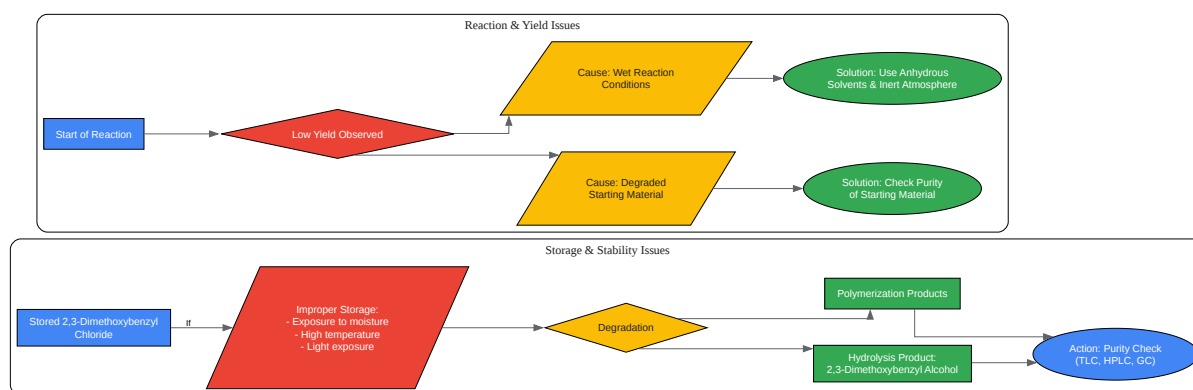 Reaction & Yield Issues
Cause: Wet Reaction
Conditions
Solution: Use Anhydrous
Solvents & Inert Atmosphere
Start of Reaction
Low Yield Observed
Cause: Degraded
Starting Material
Solution: Check Purity
of Starting Material
Storage & Stability Issues
Stored 2,3-Dimethoxybenzyl
Chloride
If
Improper Storage:
- Exposure to moisture
- High temperature
- Light exposure
Degradation
Polymerization Products
Hydrolysis Product:
2,3-Dimethoxybenzyl Alcohol
Action: Purity Check
(TLC, HPLC, GC)